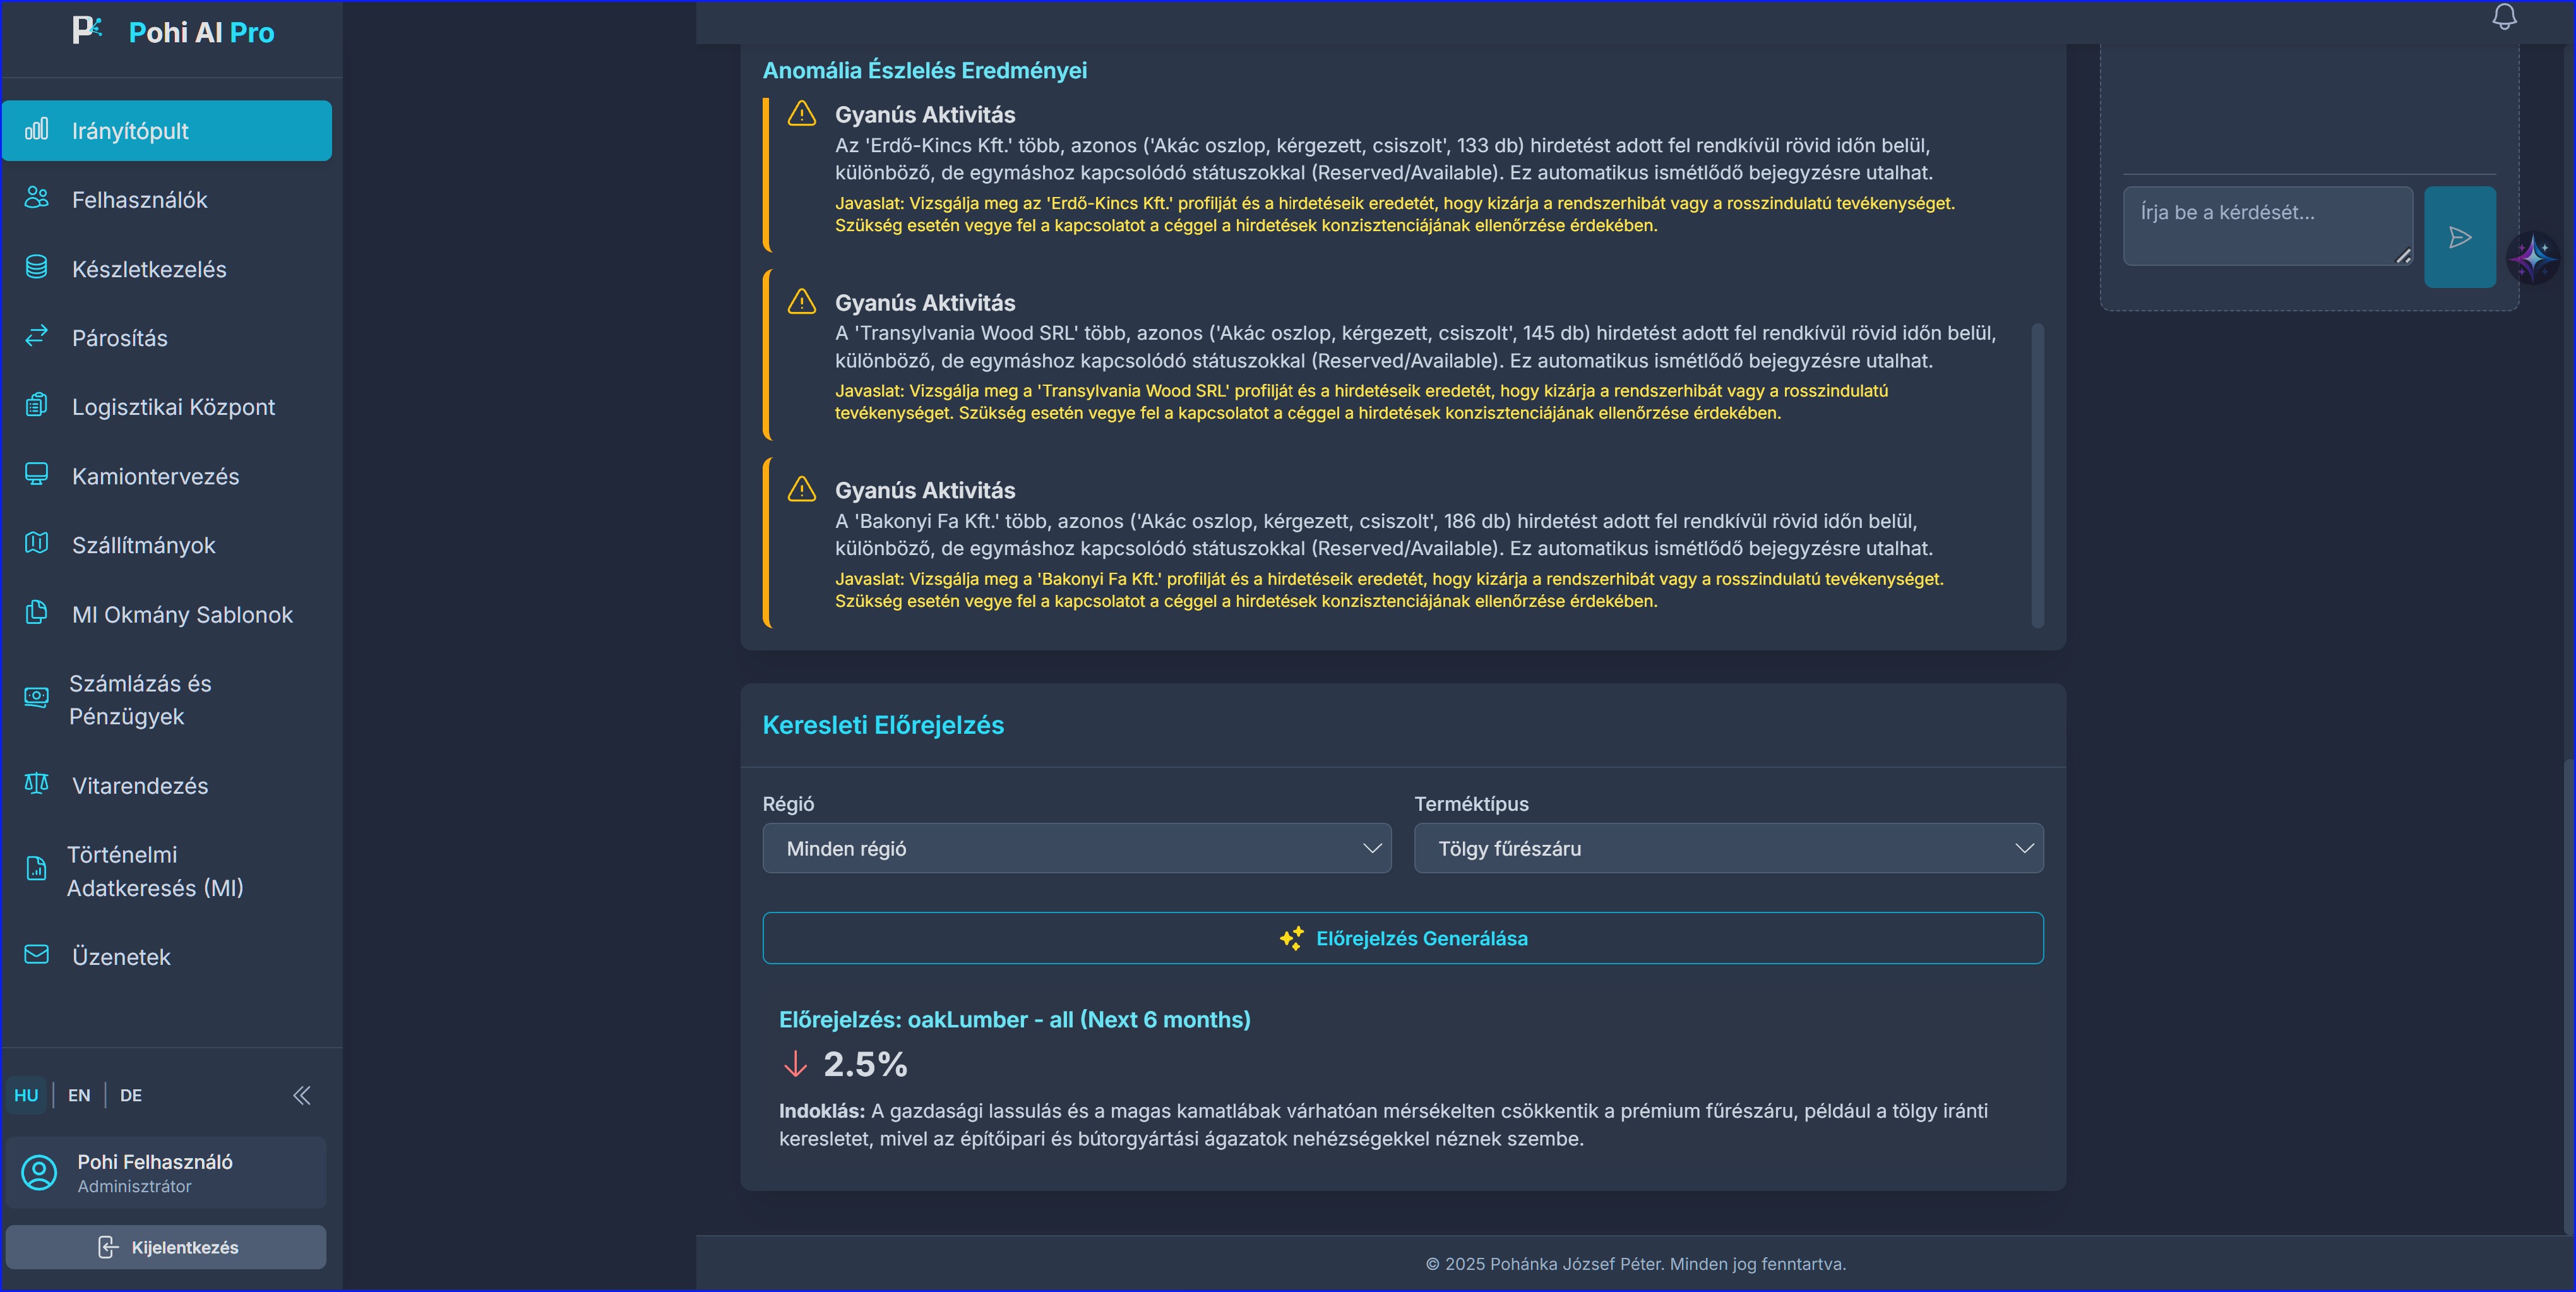 Pohi AI Pro
Irányítópult
Felhasználók
Készletkezelés
Párosítás
Logisztikai Központ
Kamiontervezés
Szállítmányok
MI Okmány Sablonok
Számlázás és
Pénzügyek
Vitarendezés
Történelmi
Adatkeresés (MI)
Üzenetek
HU | EN | DE
Pohi Felhasználó
Adminisztrátor
Kijelentkezés
Anomália Észlelés Eredményei
Gyanús Aktivitás
Az 'Erdő-Kincs Kft.' több, azonos ('Akác oszlop, kérgezett, csiszolt', 133 db) hirdetést adott fel rendkívül rövid időn belül,
különböző, de egymáshoz kapcsolódó státuszokkal (Reserved/Available). Ez automatikus ismétlődő bejegyzésre utalhat.
Javaslat: Vizsgálja meg az 'Erdő-Kincs Kft.' profilját és a hirdetéseik eredetét, hogy kizárja a rendszerhibát vagy a rosszindulatú tevékenységet.
Szükség esetén vegye fel a kapcsolatot a céggel a hirdetések konzisztenciájának ellenőrzése érdekében.
Gyanús Aktivitás
A 'Transylvania Wood SRL' több, azonos ('Akác oszlop, kérgezett, csiszolt', 145 db) hirdetést adott fel rendkívül rövid időn belül,
különböző, de egymáshoz kapcsolódó státuszokkal (Reserved/Available). Ez automatikus ismétlődő bejegyzésre utalhat.
Javaslat: Vizsgálja meg a 'Transylvania Wood SRL' profilját és a hirdetéseik eredetét, hogy kizárja a rendszerhibát vagy a rosszindulatú
tevékenységet. Szükség esetén vegye fel a kapcsolatot a céggel a hirdetések konzisztenciájának ellenőrzése érdekében.
Gyanús Aktivitás
A 'Bakonyi Fa Kft.' több, azonos ('Akác oszlop, kérgezett, csiszolt', 186 db) hirdetést adott fel rendkívül rövid időn belül,
különböző, de egymáshoz kapcsolódó státuszokkal (Reserved/Available). Ez automatikus ismétlődő bejegyzésre utalhat.
Javaslat: Vizsgálja meg a 'Bakonyi Fa Kft.' profilját és a hirdetéseik eredetét, hogy kizárja a rendszerhibát vagy a rosszindulatú tevékenységet.
Szükség esetén vegye fel a kapcsolatot a céggel a hirdetések konzisztenciájának ellenőrzése érdekében.
Keresleti Előrejelzés
Régió
Minden régió
Terméktípus
Tölgy fűrészáru
Előrejelzés Generálása
Előrejelzés: oakLumber - all (Next 6 months)
↓ 2.5%
Indoklás: A gazdasági lassulás és a magas kamatlábak várhatóan mérsékelten csökkentik a prémium fűrészáru, például a tölgy iránti
keresletet, mivel az építőipari és bútorgyártási ágazatok nehézségekkel néznek szembe.
Írja be a kérdését...
© 2025 Pohánka József Péter. Minden jog fenntartva.